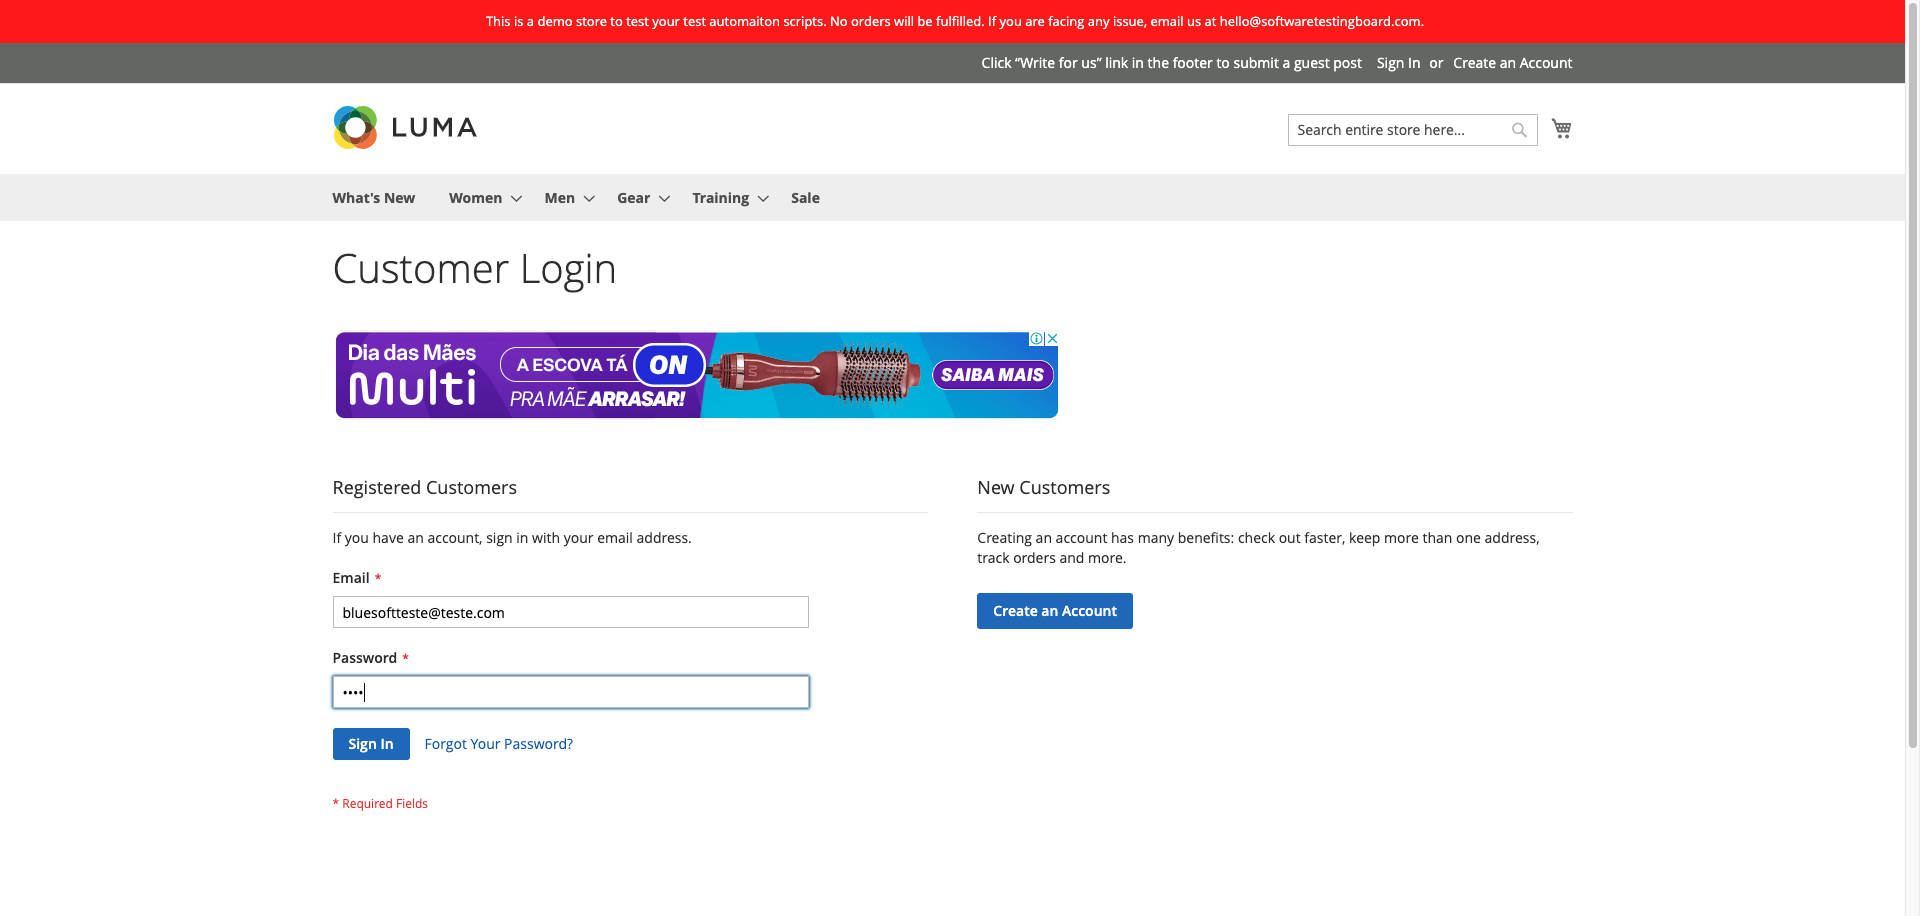 This is a demo store to test your test automaiton scripts. No orders will be fulfilled. If you are facing any issue, email us at hello@softwaretestingboard.com.
Click “Write for us” link in the footer to submit a guest post Sign In or Create an Account
LUMA
Search entire store here...
What's New Women Men Gear Training Sale
Customer Login
Dia das Mães
Multi
A ESCOVA TÁ ON
PRA MÃE ARRASAR!
SAIBA MAIS
Registered Customers
If you have an account, sign in with your email address.
Email *
bluesoftteste@teste.com
Password *
••••
Sign In Forgot Your Password?
* Required Fields
New Customers
Creating an account has many benefits: check out faster, keep more than one address,
track orders and more.
Create an Account